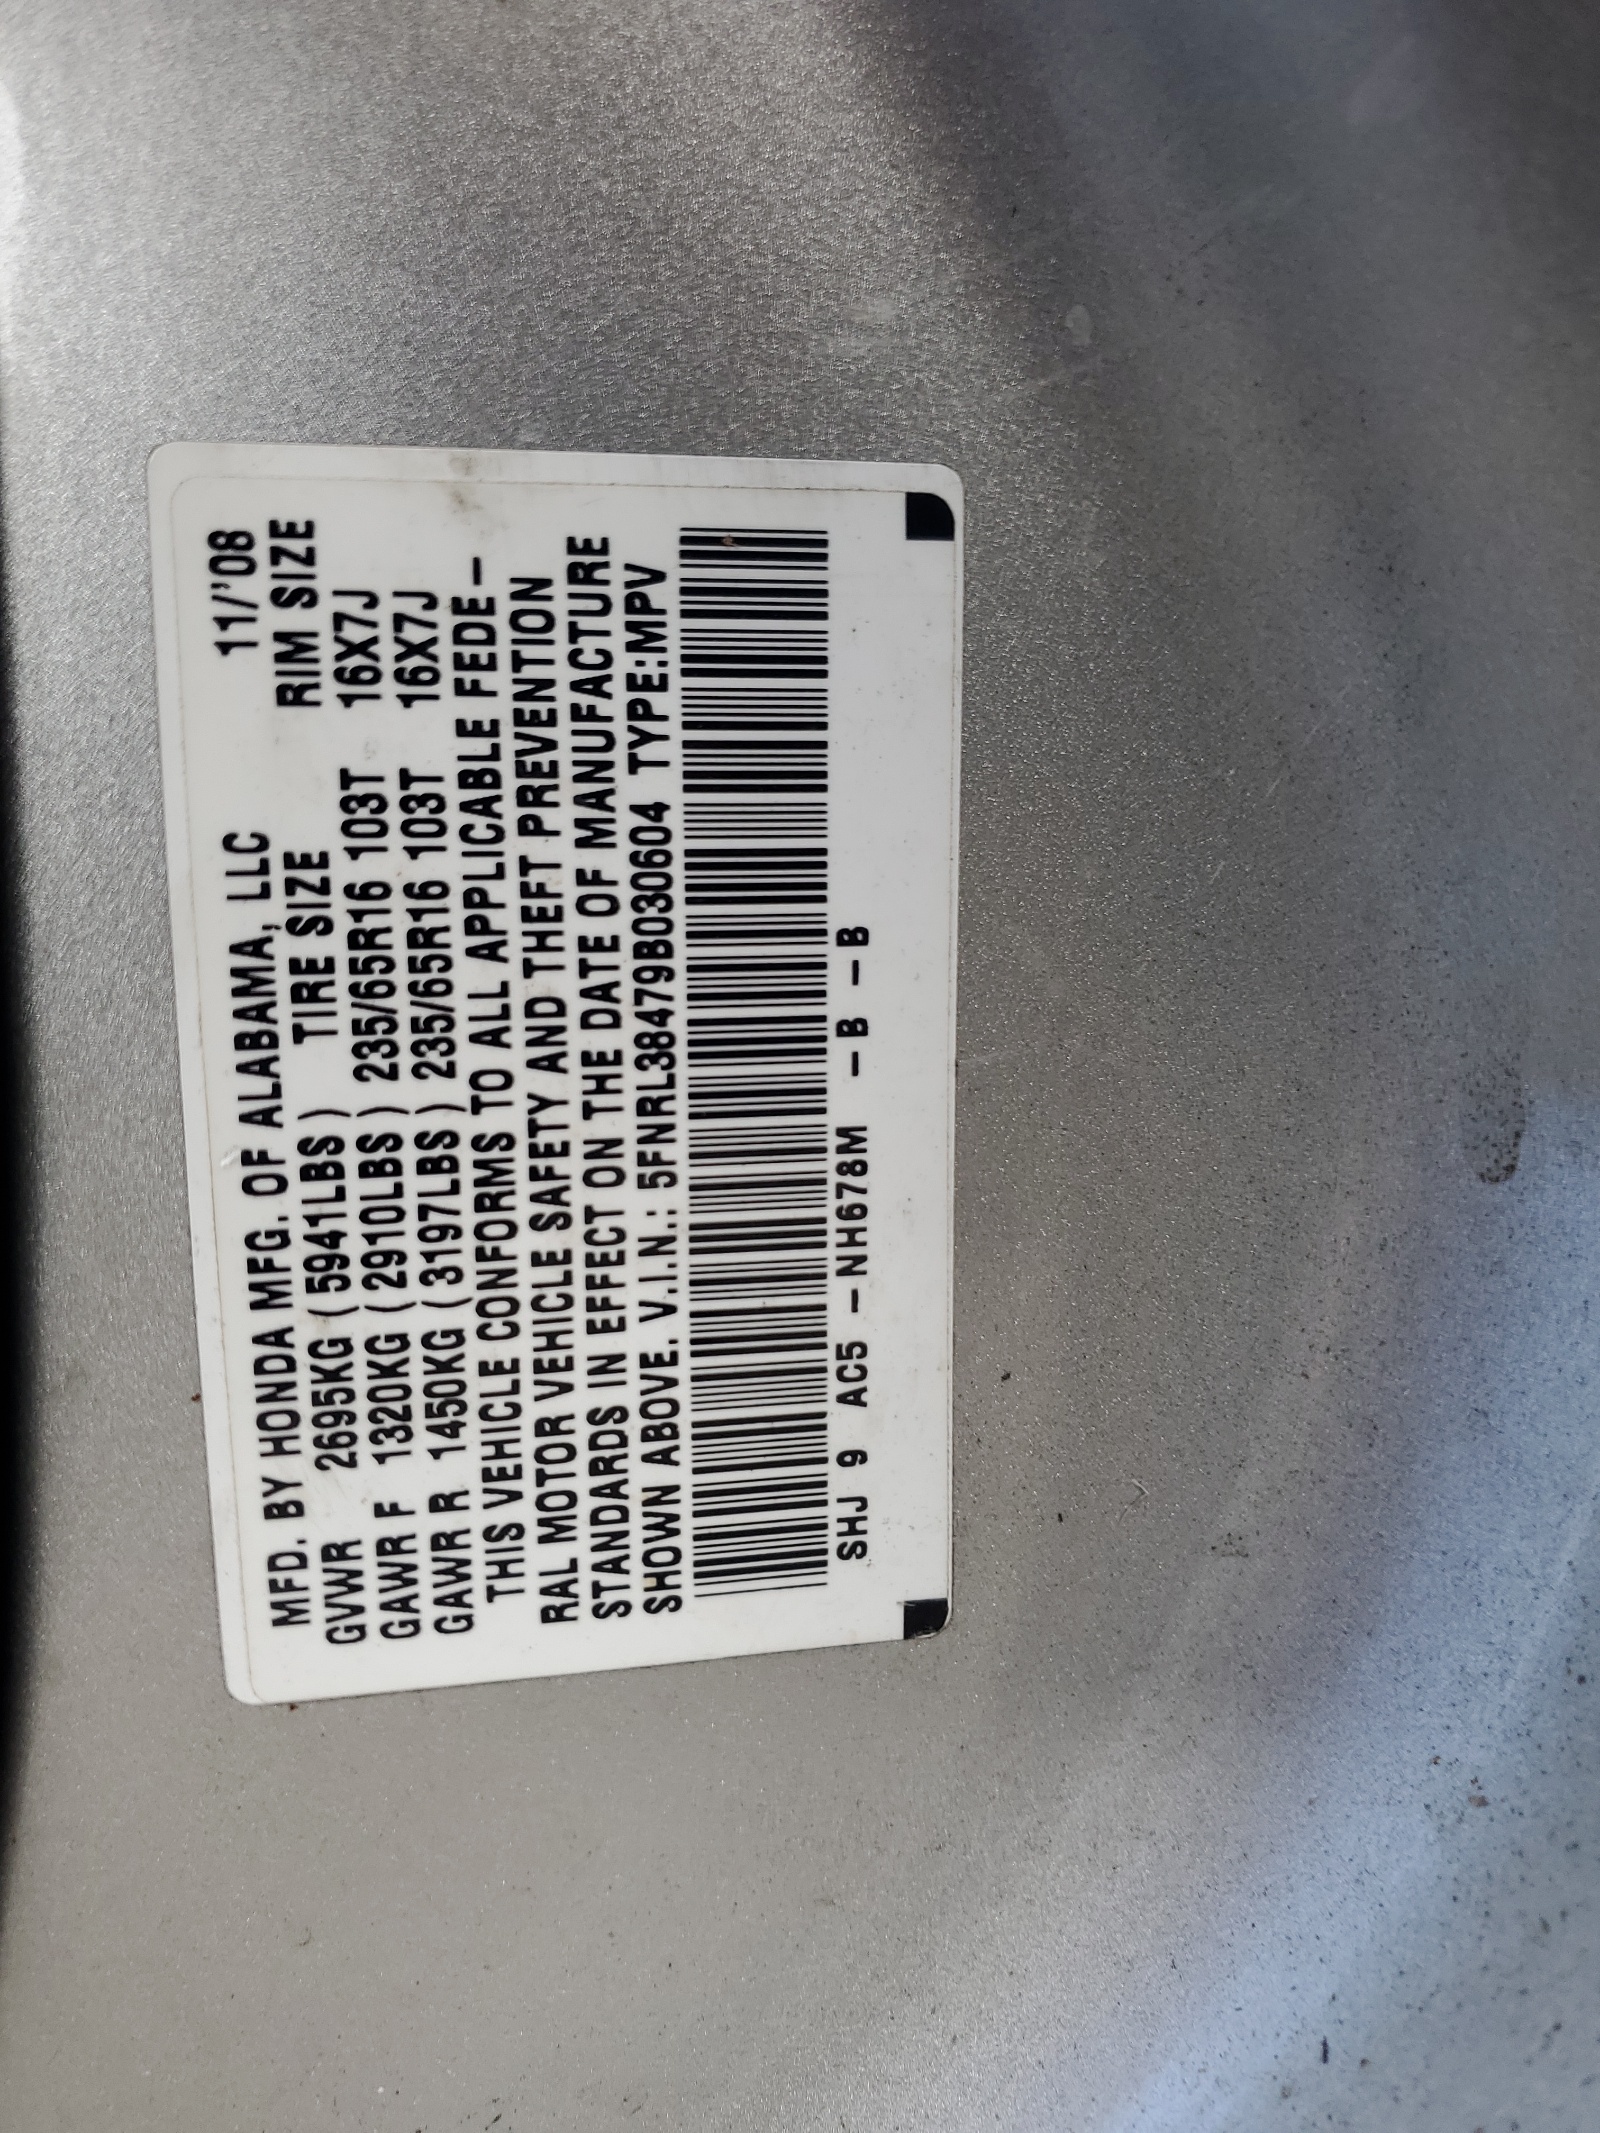 MFD. BY HONDA MFG. OF ALABAMA, LLC 11/'08
TIRE SIZE RIM SIZE
GVWR 2695KG ( 5941LBS )
GAWR F 1320KG ( 2910LBS ) 235/65R16 103T 16X7J
GAWR R 1450KG ( 3197LBS ) 235/65R16 103T 16X7J
THIS VEHICLE CONFORMS TO ALL APPLICABLE FEDE-
RAL MOTOR VEHICLE SAFETY AND THEFT PREVENTION
STANDARDS IN EFFECT ON THE DATE OF MANUFACTURE
SHOWN ABOVE. V.I.N.: 5FNRL38479B030604 TYPE:MPV
SHJ 9 AC5 -NH678M -B -B